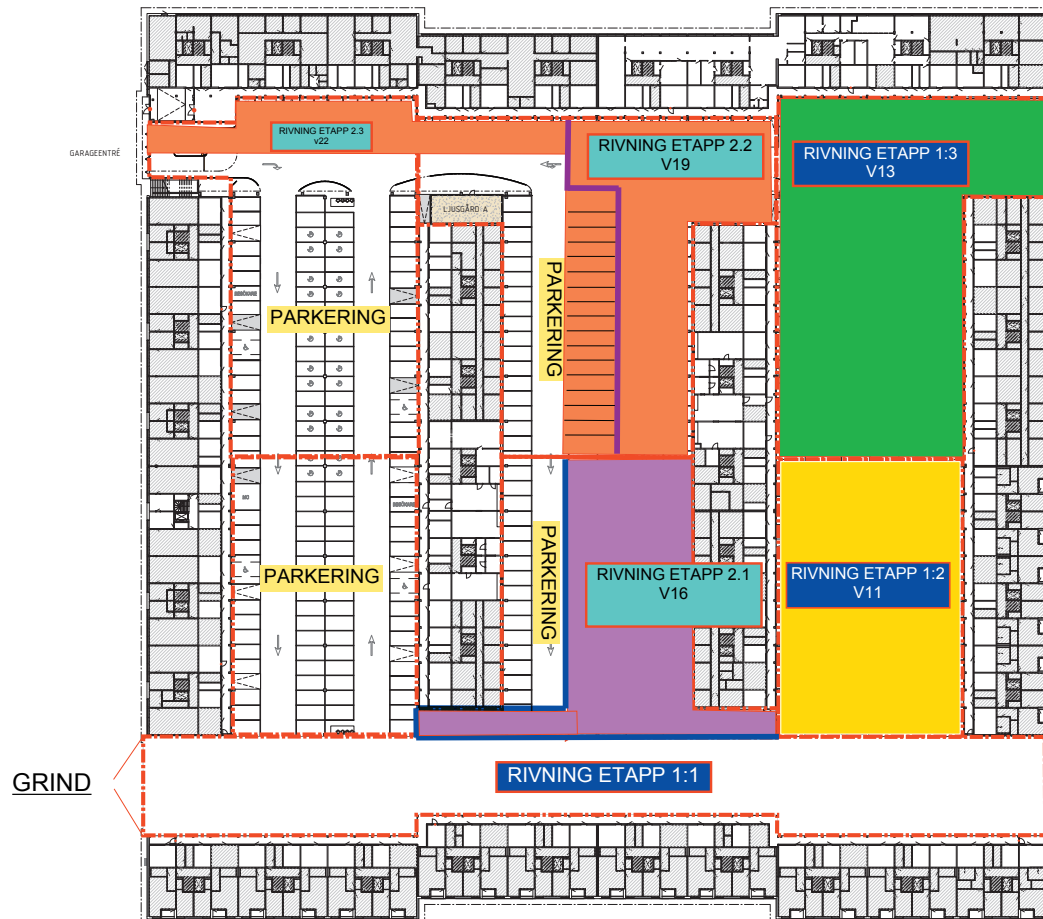 RIVNING ETAPP 2.3
v22
RIVNING ETAPP 2.2
V19
RIVNING ETAPP 1:3
V13
GARAGEENTRÉ
LJUSGÅRD A
PARKERING
PARKERING
PARKERING
PARKERING
RIVNING ETAPP 2.1
V16
RIVNING ETAPP 1:2
V11
RIVNING ETAPP 1:1
GRIND